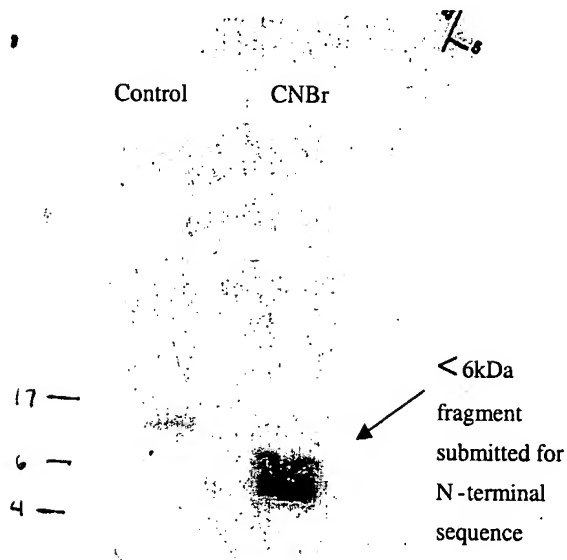 Control CNBr
17 —
< 6kDa
fragment
submitted for
N-terminal
sequence
6 —
4 —